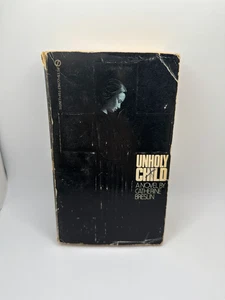 UNHOLY
CHILD
A NOVEL BY
CATHERINE
BRESLIN